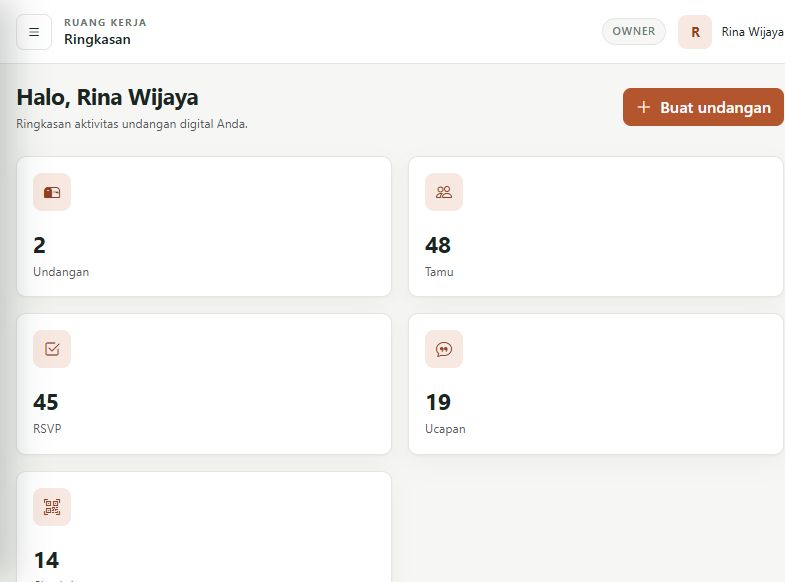 RUANG KERJA
Ringkasan
OWNER
R
Rina Wijaya
Halo, Rina Wijaya
Ringkasan aktivitas undangan digital Anda.
Buat undangan
2
Undangan
48
Tamu
45
RSVP
19
Ucapan
14